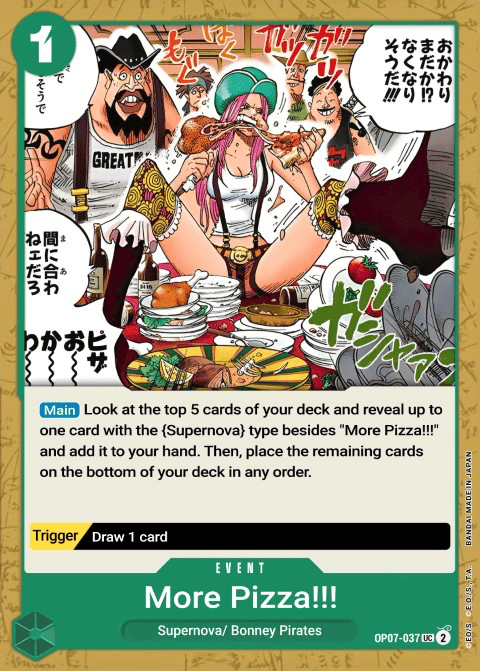 1
で
そうで
もぐ
はぐ
ガツガツ
おかわり
まだか!?
なくなり
そうだ!!!
GREAT
間に合わ
ねェだろ
まあ
ピザ
おか
わ
ガシャァン
Main Look at the top 5 cards of your deck and reveal up to
one card with the {Supernova} type besides "More Pizza!!!"
and add it to your hand. Then, place the remaining cards
on the bottom of your deck in any order.
Trigger Draw 1 card
EVENT
More Pizza!!!
Supernova/ Bonney Pirates
OP07-037 UC 2
©E.O./S. ©E.O./S., T.A. BANDAI MADE IN JAPAN